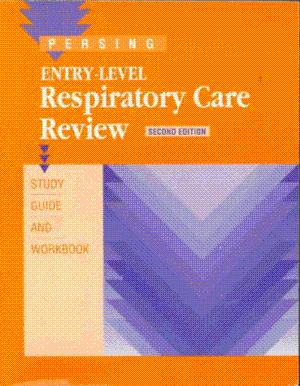 PERSING
ENTRY-LEVEL
Respiratory Care
Review SECOND EDITION
STUDY
GUIDE
AND
WORKBOOK